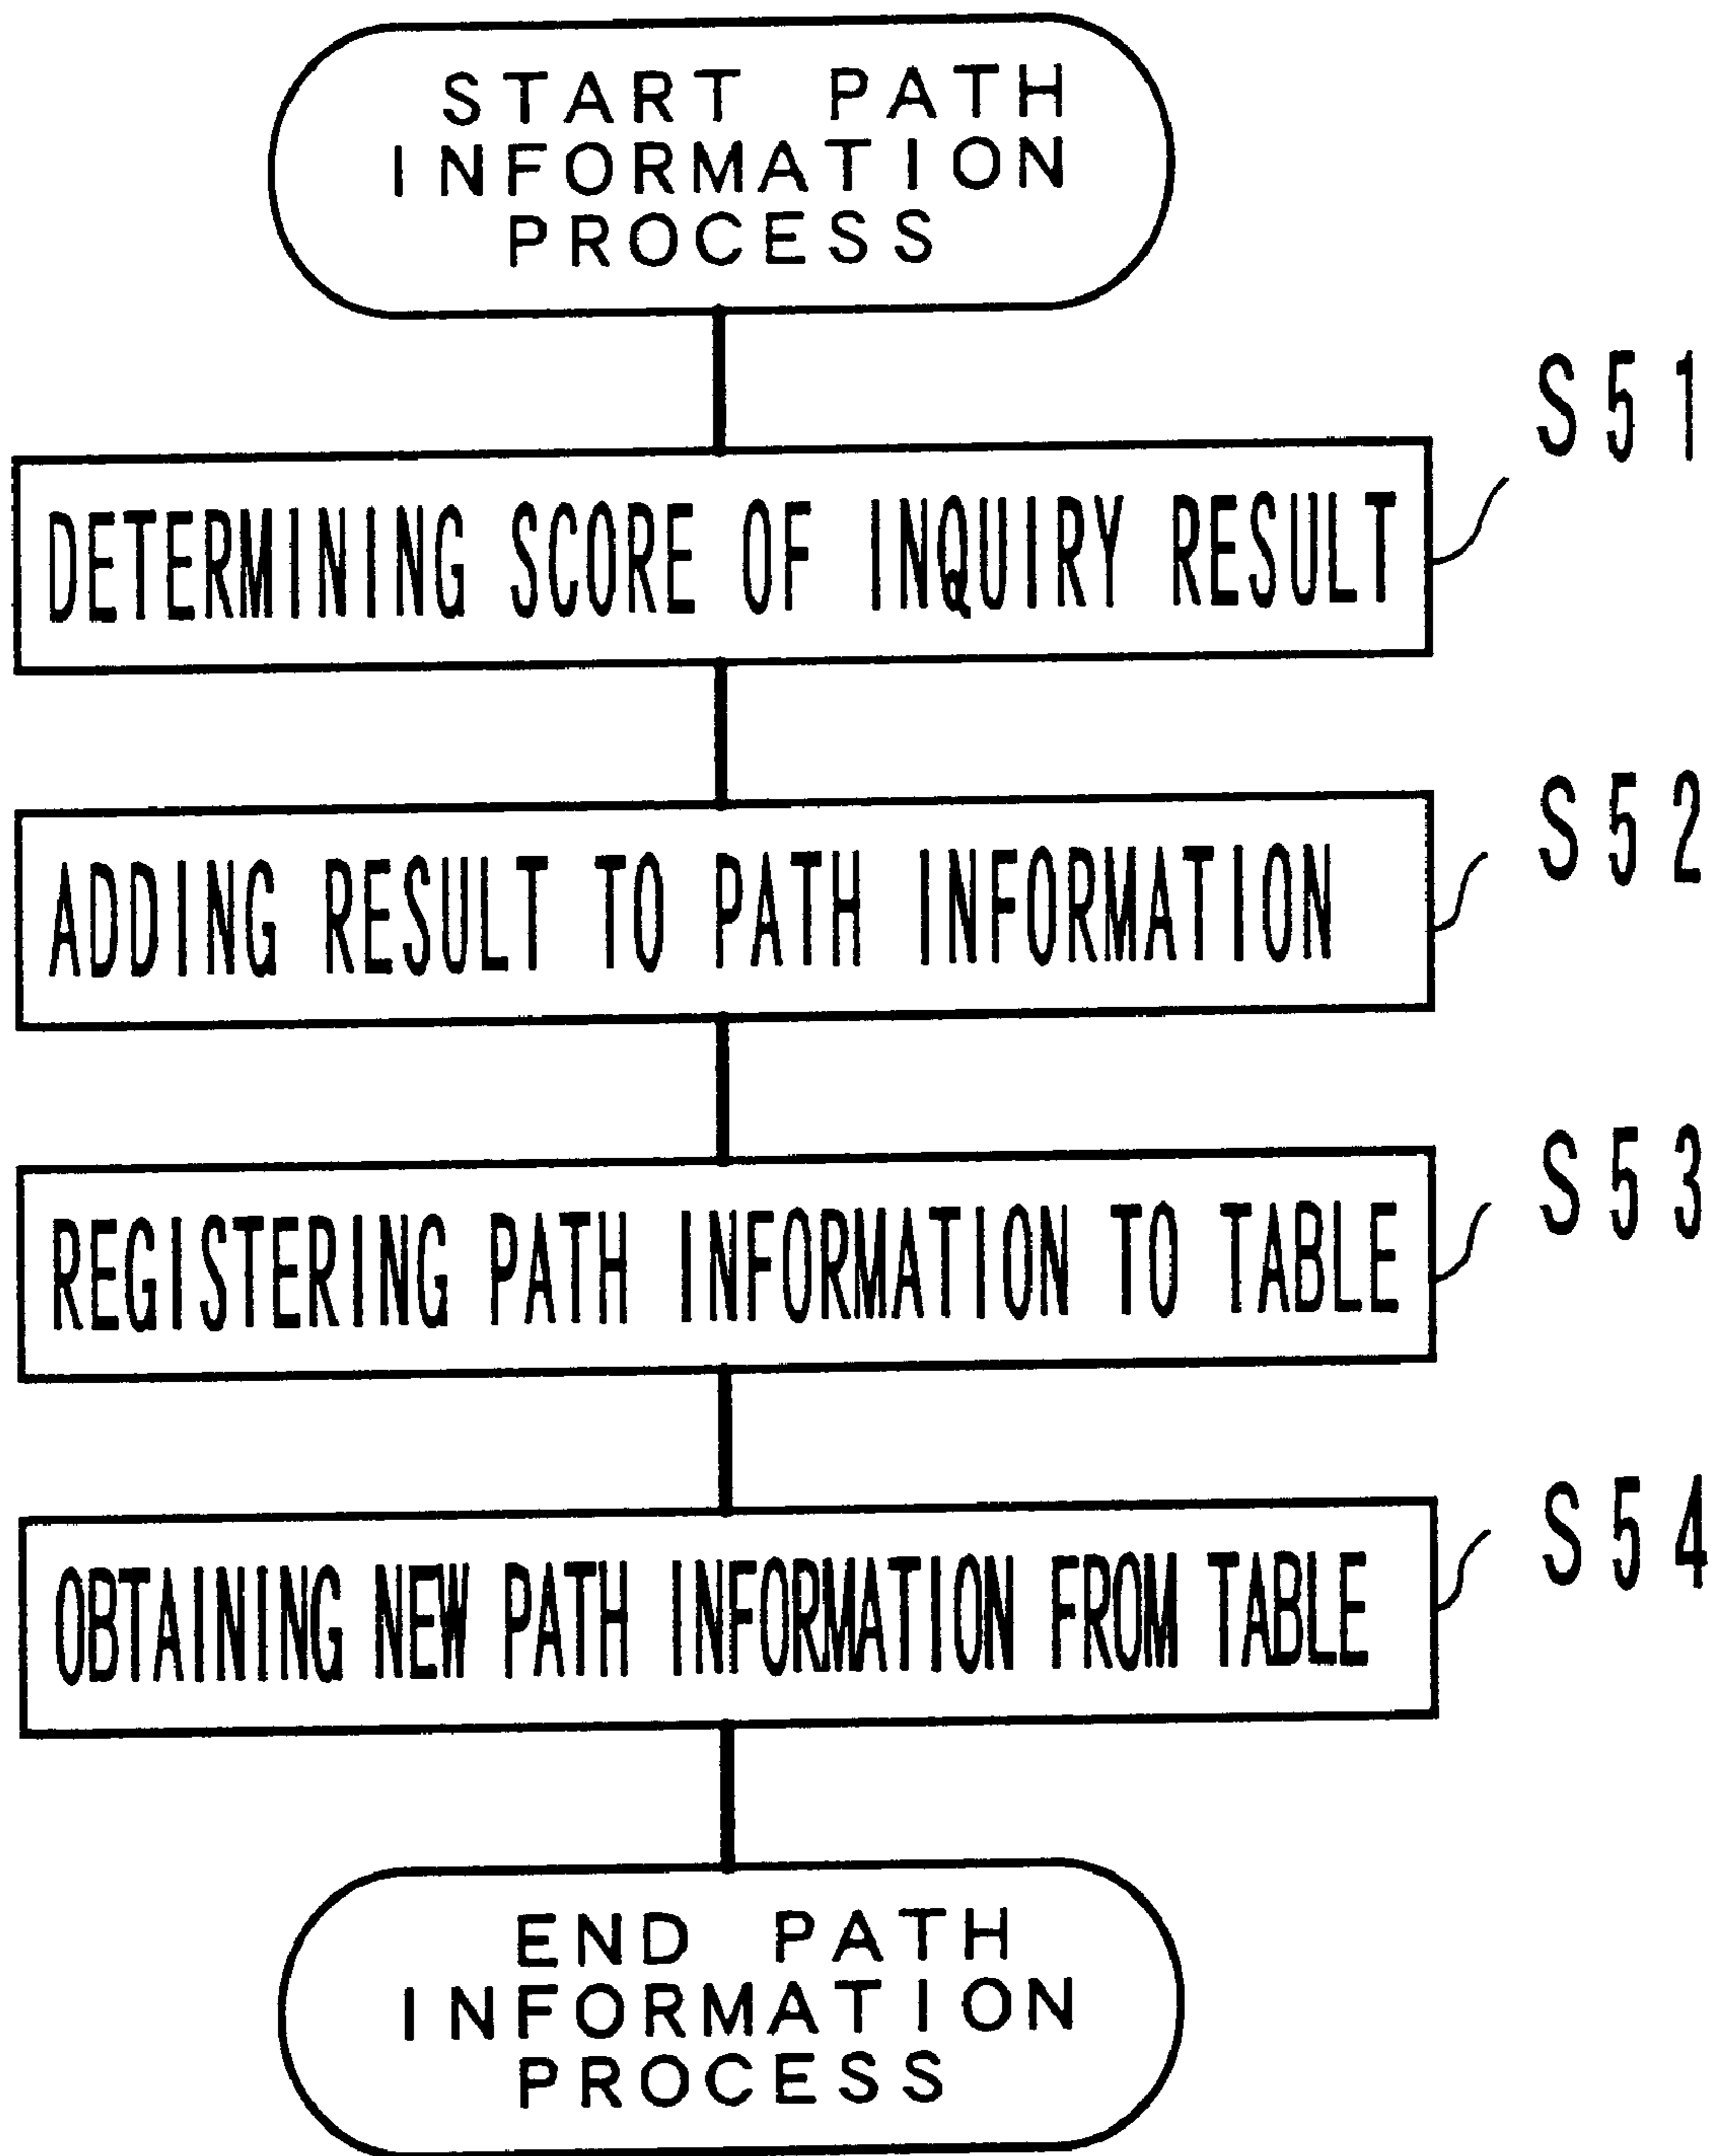 START PATH
INFORMATION
PROCESS
S51
DETERMINING SCORE OF INQUIRY RESULT
S52
ADDING RESULT TO PATH INFORMATION
S53
REGISTERING PATH INFORMATION TO TABLE
S54
OBTAINING NEW PATH INFORMATION FROM TABLE
END PATH
INFORMATION
PROCESS